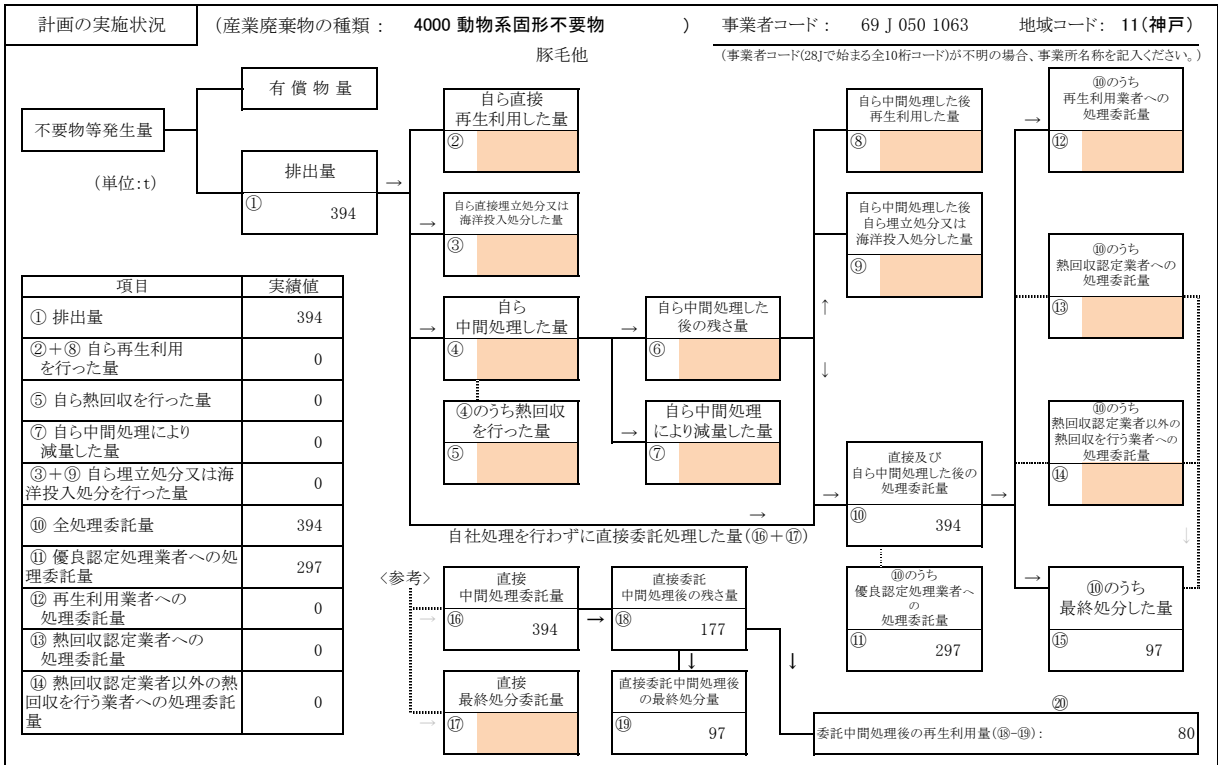 計画の実施状況 (産業廃棄物の種類： 4000 動物系固形不要物 ) 事業者コード： 69 J 050 1063 地域コード： 11(神戸)
豚毛他
(事業者コード(28Jで始まる全10桁コード)が不明の場合、事業所名称を記入ください。)
不要物等発生量
(単位:t)
有償物量
排出量
① 394
→
自ら直接
再生利用した量
②
→
自ら直接埋立処分又は
海洋投入処分した量
③
→
自ら
中間処理した量
④
④のうち熱回収
を行った量
⑤
→
自ら中間処理した
後の残さ量
⑥
→
自ら中間処理
により減量した量
⑦
自ら中間処理した後
再生利用した量
⑧
自ら中間処理した後
自ら埋立処分又は
海洋投入処分した量
⑨
↑
↓
→
自社処理を行わずに直接委託処理した量(⑯＋⑰)
→
直接及び
自ら中間処理した後の
処理委託量
⑩ 394
→
⑩のうち
優良認定処理業者へ
の
処理委託量
⑪ 297
→
⑩のうち
再生利用業者への
処理委託量
⑫
⑩のうち
熱回収認定業者への
処理委託量
⑬
⑩のうち
熱回収認定業者以外の
熱回収を行う業者への
処理委託量
⑭
↓
→
⑩のうち
最終処分した量
⑮ 97
項目 実績値
① 排出量 394
②＋⑧ 自ら再生利用
を行った量 0
⑤ 自ら熱回収を行った量 0
⑦ 自ら中間処理により
減量した量 0
③＋⑨ 自ら埋立処分又は海
洋投入処分を行った量 0
⑩ 全処理委託量 394
⑪ 優良認定処理業者への処
理委託量 297
⑫ 再生利用業者への
処理委託量 0
⑬ 熱回収認定業者への
処理委託量 0
⑭ 熱回収認定業者以外の熱
回収を行う業者への処理委託
量 0
〈参考〉
→
直接
中間処理委託量
⑯ 394
→
直接委託
中間処理後の残さ量
⑱ 177
↓
↓
→
直接
最終処分委託量
⑰
直接委託中間処理後
の最終処分量
⑲ 97
⑳
委託中間処理後の再生利用量(⑱-⑲)： 80